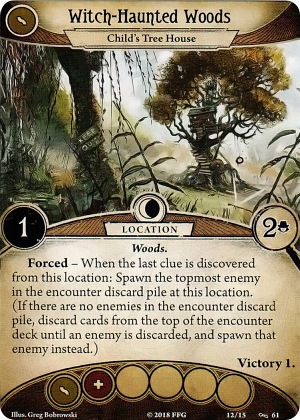 Witch-Haunted Woods
Child's Tree House
1
LOCATION
2
Woods.
Forced – When the last clue is discovered
from this location: Spawn the topmost enemy
in the encounter discard pile at this location.
(If there are no enemies in the encounter discard
pile, discard cards from the top of the encounter
deck until an enemy is discarded, and spawn that
enemy instead.)
Victory 1.
Illus. Greg Bobrowski
© 2018 FFG
12/15
61